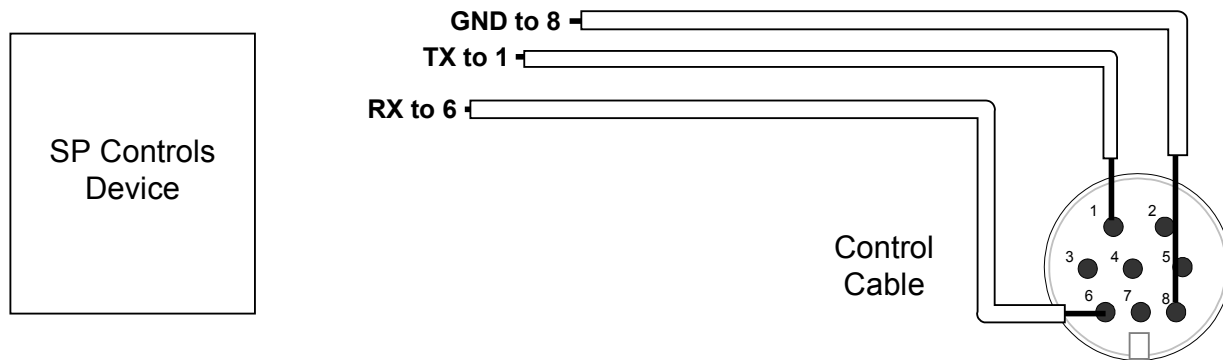 GND to 8
TX to 1
RX to 6
SP Controls
Device
Control
Cable
1 2
3 4 5
6 7 8